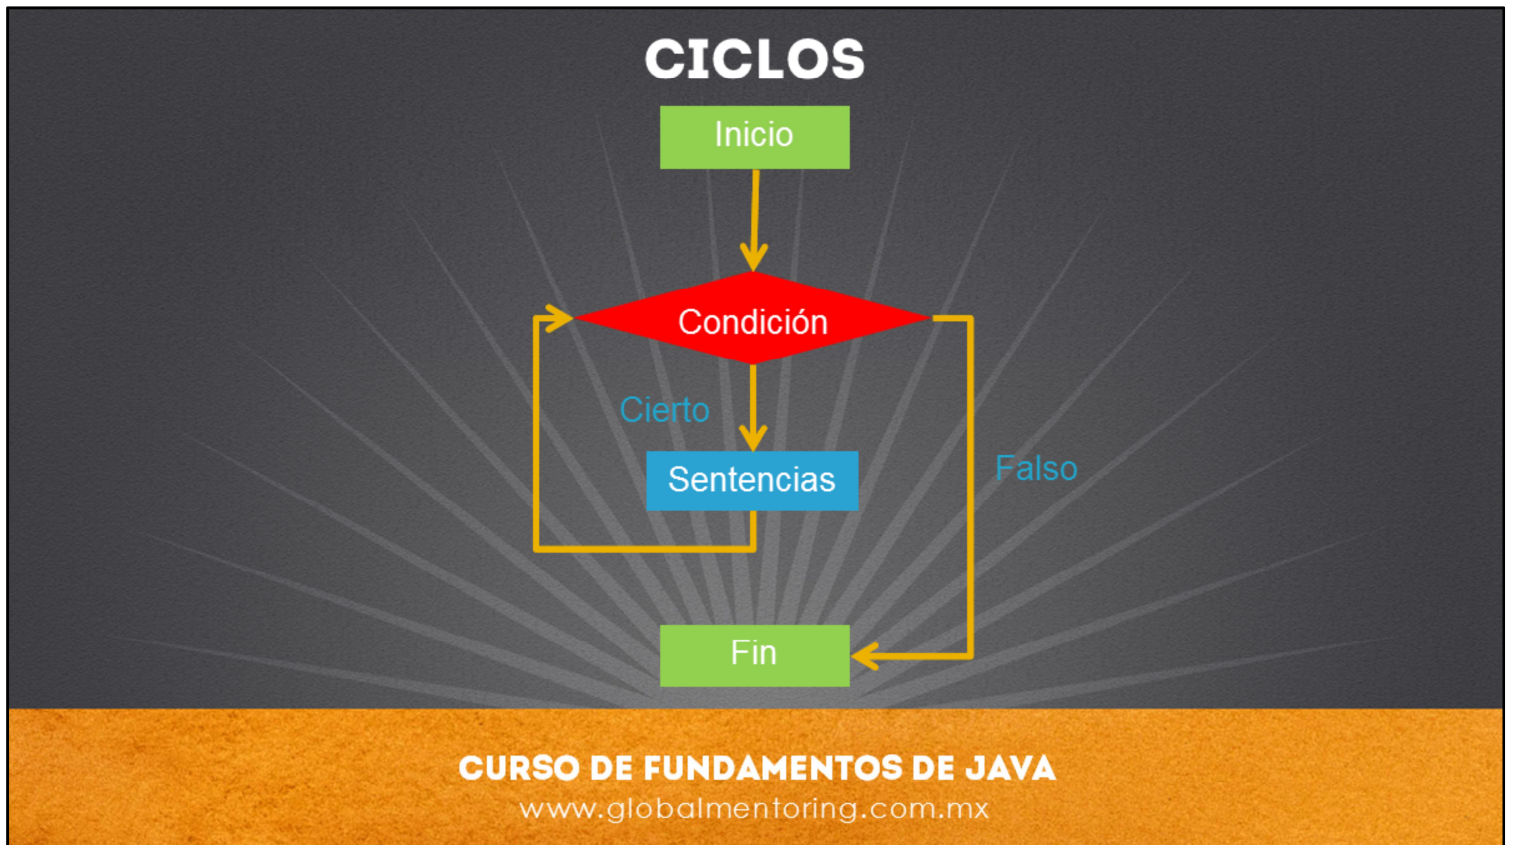 CICLOS
Inicio
Condición
Cierto
Sentencias
Falso
Fin
CURSO DE FUNDAMENTOS DE JAVA
www.globalmentoring.com.mx